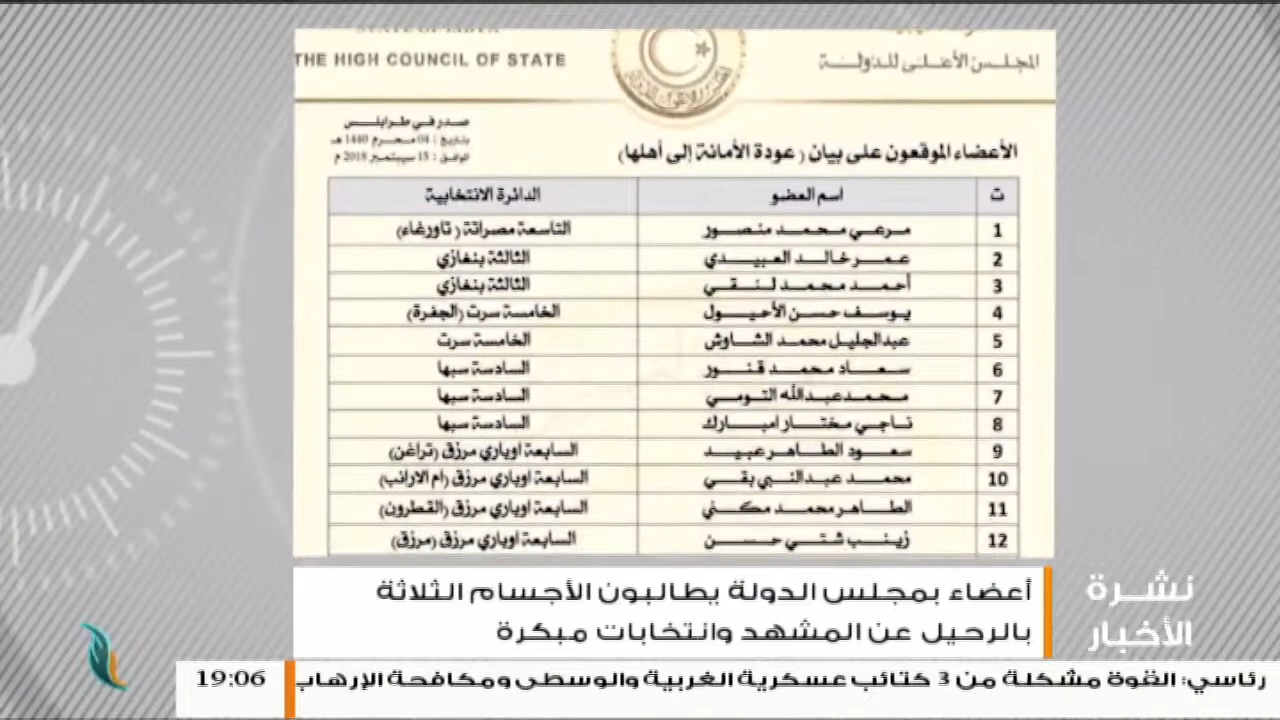 THE HIGH COUNCIL OF STATE
المجلس الأعلى للدولة
صدر في طرابلس
بتاريخ : 04 محرم 1440 هـ
الموافق : 15 سبتمبر 2018 م
الأعضاء الموقعون على بيان ( عودة الأمانة إلى أهلها)
ت اسم العضو الدائرة الانتخابية
1 مرعي محمد منصور التاسعة مصراتة ( تاورغاء)
2 عمر خالد العبيدي الثالثة بنغازي
3 أحمد محمد لنقي الثالثة بنغازي
4 يوسف حسن الأحيول الخامسة سرت (الجفرة)
5 عبدالجليل محمد الشاوش الخامسة سرت
6 سعاد محمد قنور السادسة سبها
7 محمد عبدالله التومي السادسة سبها
8 ناجي مختار امبارك السادسة سبها
9 سعود الطاهر عبيد السابعة اوباري مرزق (تراغن)
10 محمد عبدالنبي بقي السابعة اوباري مرزق (ام الارانب)
11 الطاهر محمد مكني السابعة اوباري مرزق (القطرون)
12 زينب شتي حسن السابعة اوباري مرزق (مرزق)
أعضاء بمجلس الدولة يطالبون الأجسام الثلاثة
بالرحيل عن المشهد وانتخابات مبكرة
نشرة
الأخبار
رئاسي: القوة مشكلة من 3 كتائب عسكرية الغربية والوسطى ومكافحة الإرهاب
19:06